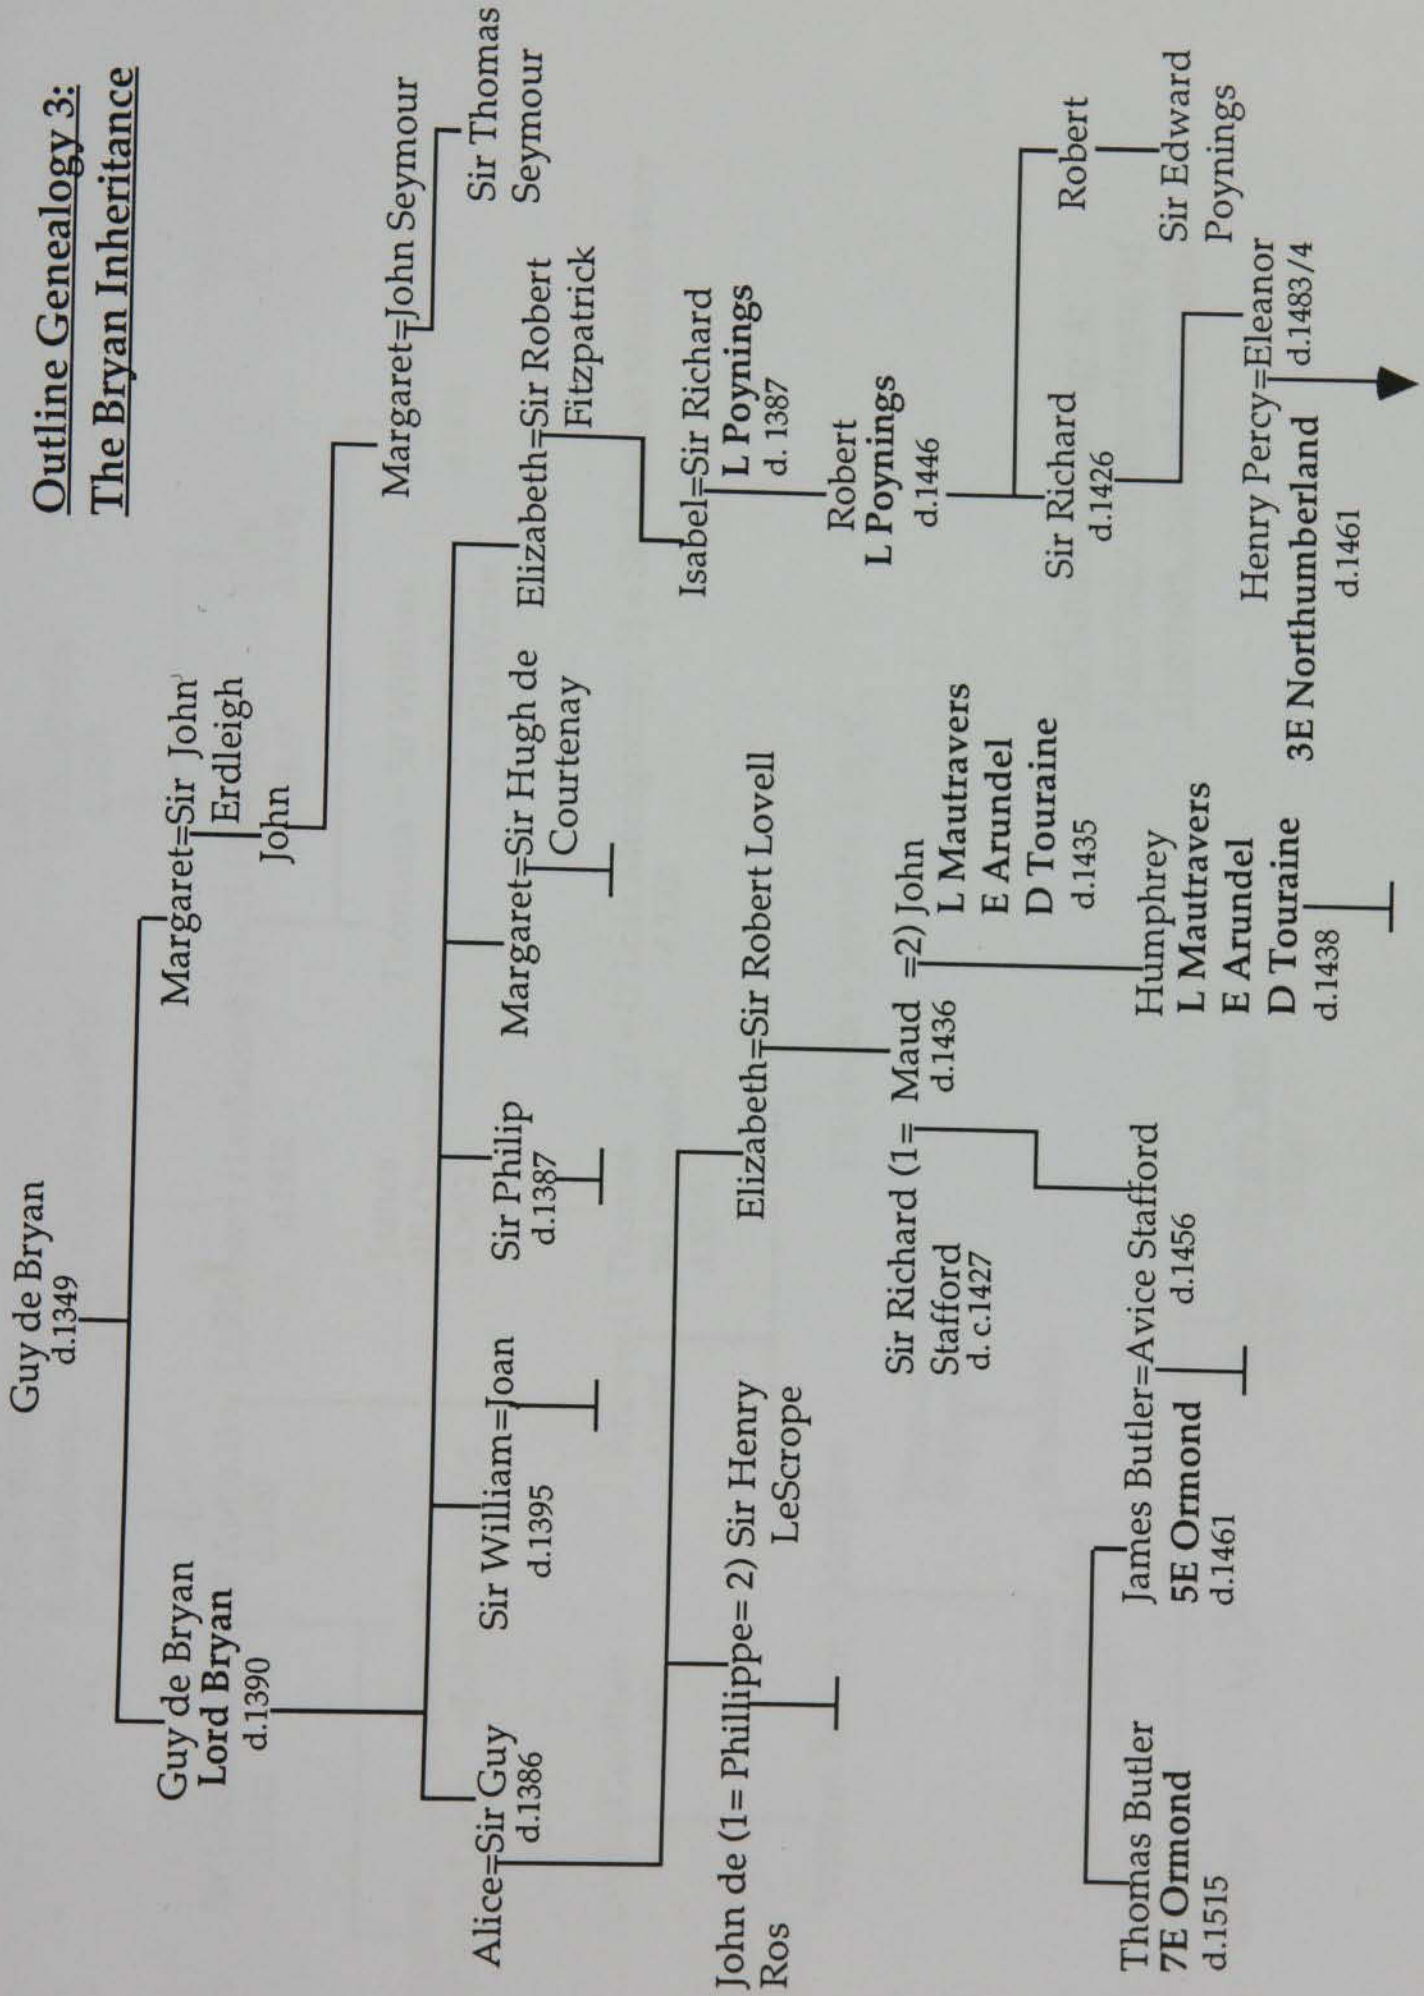 Outline Genealogy 3:
The Bryan Inheritance
Guy de Bryan
d.1349
Guy de Bryan
Lord Bryan
d.1390
Margaret=Sir John
Erdleigh
John
Margaret=John Seymour
Sir Thomas
Seymour
Alice=Sir Guy
d.1386
Sir William=Joan
d.1395
Sir Philip
d.1387
Margaret=Sir Hugh de
Courtenay
Elizabeth=Sir Robert
Fitzpatrick
John de (1= Phillippe= 2) Sir Henry
Ros
LeScrope
Elizabeth=Sir Robert Lovell
Isabel=Sir Richard
L Poynings
d. 1387
Robert
L Poynings
d.1446
Sir Richard (1= Maud =2) John
Stafford
d. c.1427
d.1436
L Mautravers
E Arundel
D Touraine
d.1435
Sir Richard
d.1426
Robert
Sir Edward
Poynings
Thomas Butler
7E Ormond
d.1515
James Butler=Avice Stafford
5E Ormond
d.1461
d.1456
Humphrey
L Mautravers
E Arundel
D Touraine
d.1438
Henry Percy=Eleanor
3E Northumberland
d.1461
d.1483/4